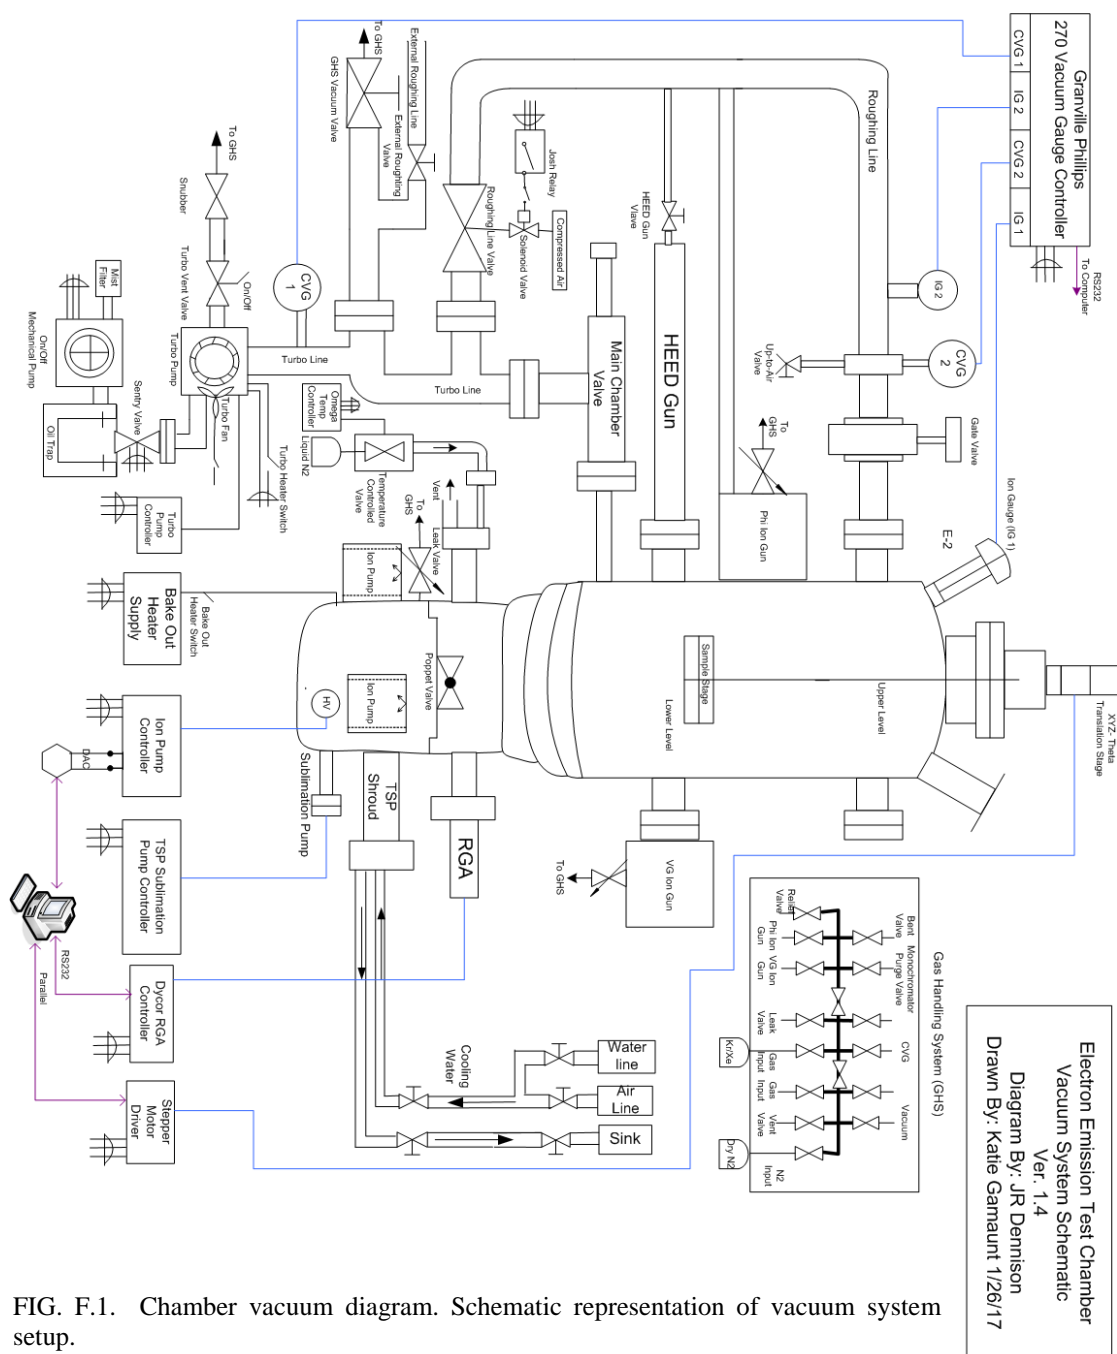 To GHS
GHS Vacuum Valve
External Roughing Line
External Roughting
Valve
Roughing Line
Granville Phillips
270 Vacuum Gauge Controller
CVG 1
IG 2
CVG 2
IG 1
RS232
To Computer
To GHS
Snubber
Turbo Vent Valve
On/Off
Mist
Filter
On/Off
Mechanical Pump
Turbo Pump
Turbo Fan
Sentry Valve
Oil Trap
Turbo Heater Switch
Turbo
Pump
Controller
CVG
1
Turbo Line
Turbo Line
Roughing Line Valve
Josh Relay
Solenoid Valve
Compressed Air
HEED Gun
Vlave
HEED Gun
Main Chamber
Valve
IG 2
CVG
2
Up-to-Air
Valve
Gate Valve
To
GHS
Phi Ion Gun
Ion Gauge (IG 1)
E-2
Omega
Temp
Controller
Liquid N2
Temperature
Controlled
Valve
Vent
To
GHS
Leak Valve
Ion Pump
Ion Pump
Poppet Valve
HV
Bake Out
Heater
Supply
Bake Out
Heater Switch
Ion Pump
Controller
DAC
TSP Sublimation
Pump Controller
Sublimation Pump
TSP
Shroud
RGA
Sample Stage
Lower Level
Upper Level
XYZ- Theta
Translation Stage
To GHS
VG Ion Gun
RS232
Parallel
Dycor RGA
Controller
Stepper
Motor
Driver
Cooling
Water
Water
line
Air
Line
Sink
Gas Handling System (GHS)
Relief
Valve
Bent
Valve
Phi Ion
Gun
VG Ion
Gun
Monochromator
Purge Valve
Leak
Valve
CVG
Gas
Input
Kr/Xe
Gas
Input
Vent
Valve
Vacuum
Dry N2
N2
Input
Electron Emission Test Chamber
Vacuum System Schematic
Ver. 1.4
Diagram By: JR Dennison
Drawn By: Katie Gamaunt 1/26/17
FIG. F.1. Chamber vacuum diagram. Schematic representation of vacuum system
setup.